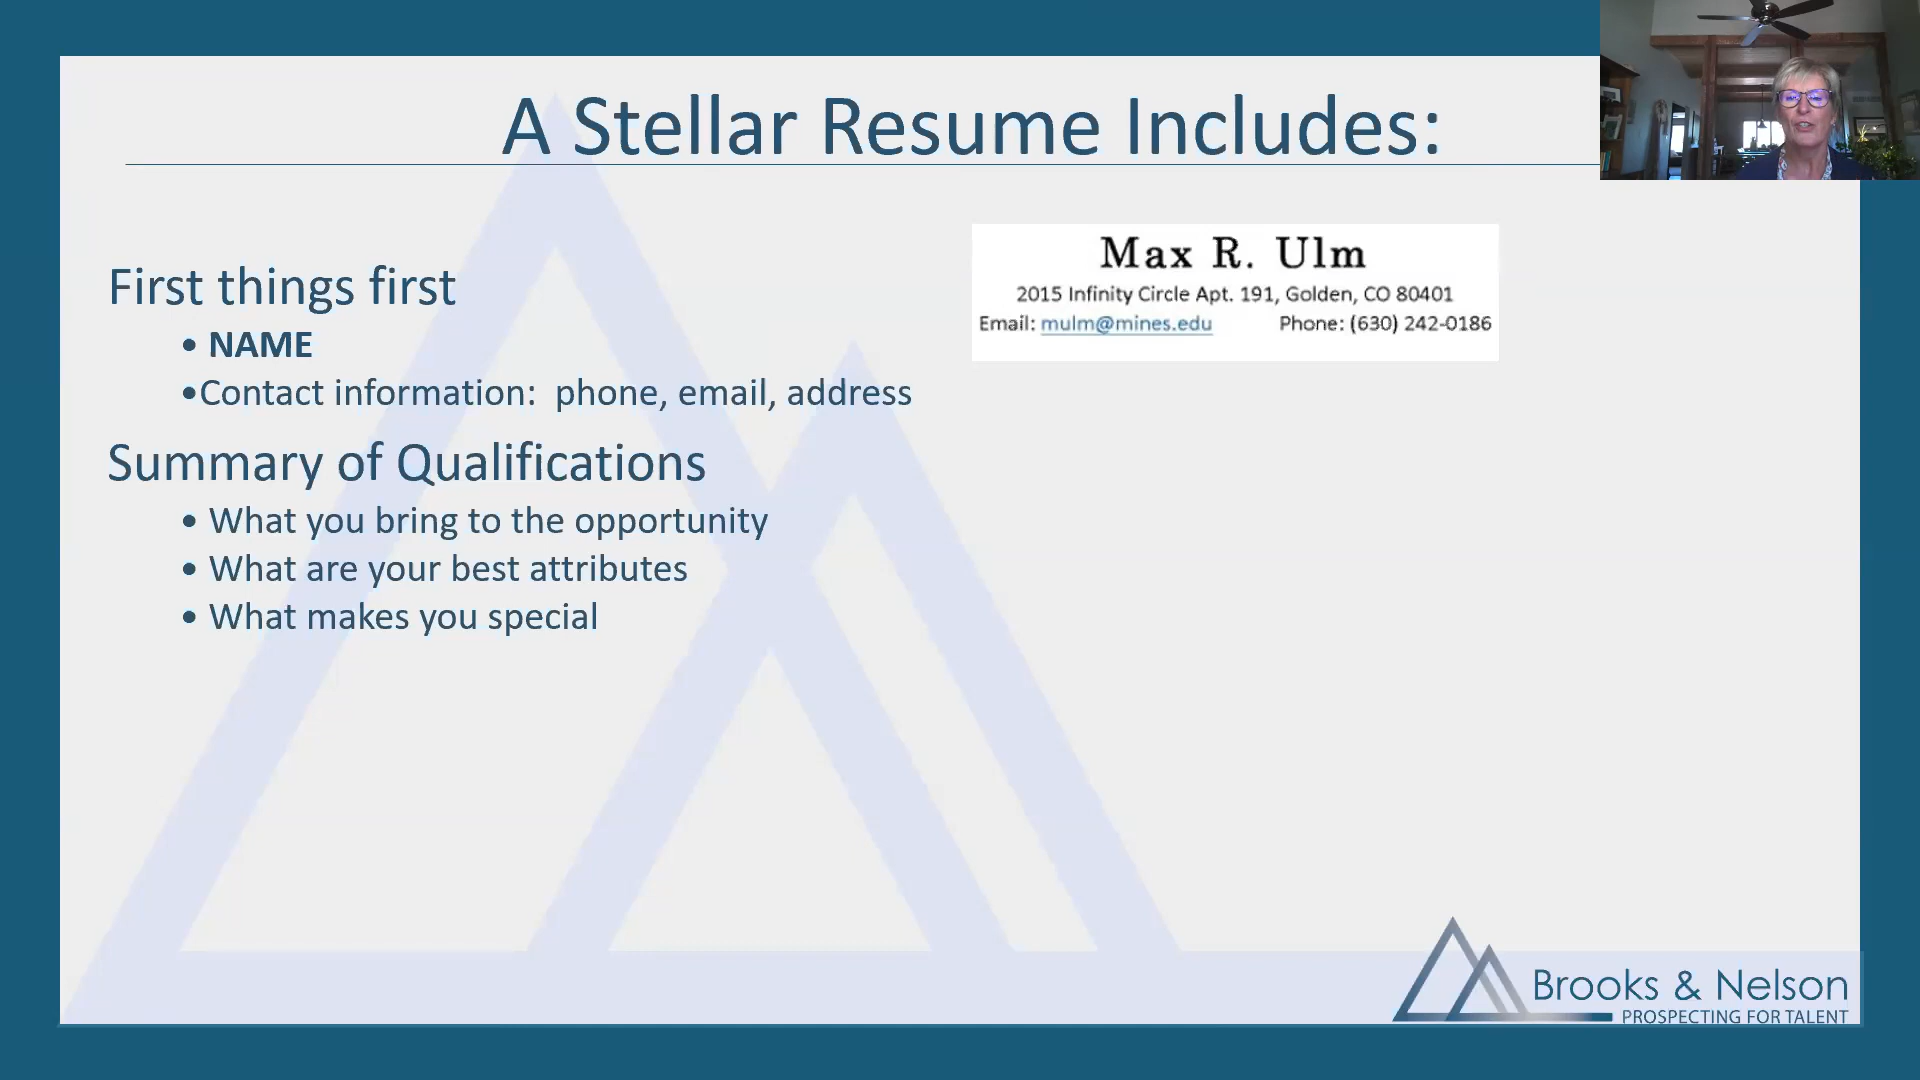 A Stellar Resume Includes:
First things first
• NAME
•Contact information:  phone, email, address
Summary of Qualifications
• What you bring to the opportunity
• What are your best attributes
• What makes you special
Max R. Ulm
2015 Infinity Circle Apt. 191, Golden, CO 80401
Email: mulm@mines.edu Phone: (630) 242-0186
Brooks & Nelson
PROSPECTING FOR TALENT